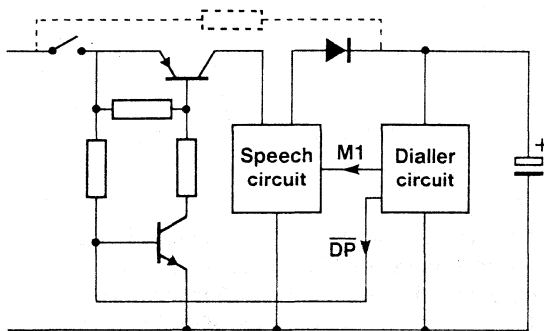 Speech
circuit
M1
Dialler
circuit
+
DP